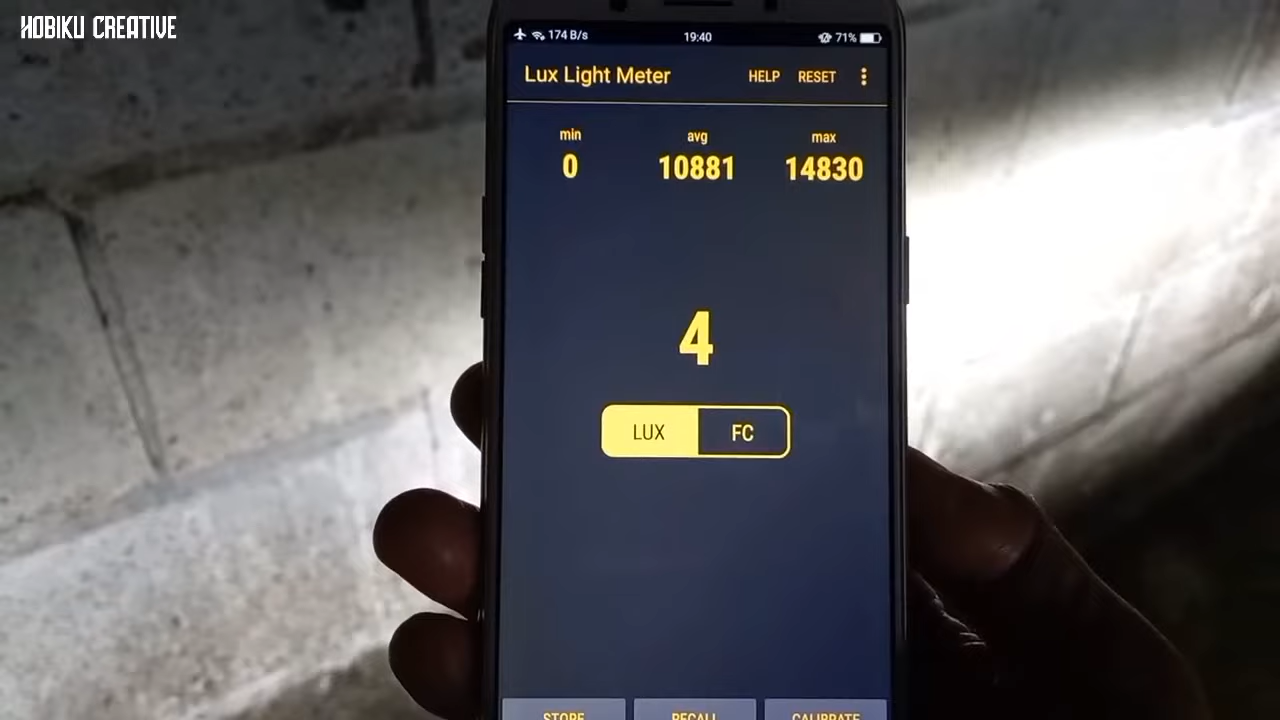 HOBIKU CREATIVE
174 B/s 19:40 71%
Lux Light Meter HELP RESET
min avg max
0 10881 14830
4
LUX FC
STORE RECALL CALIBRATE